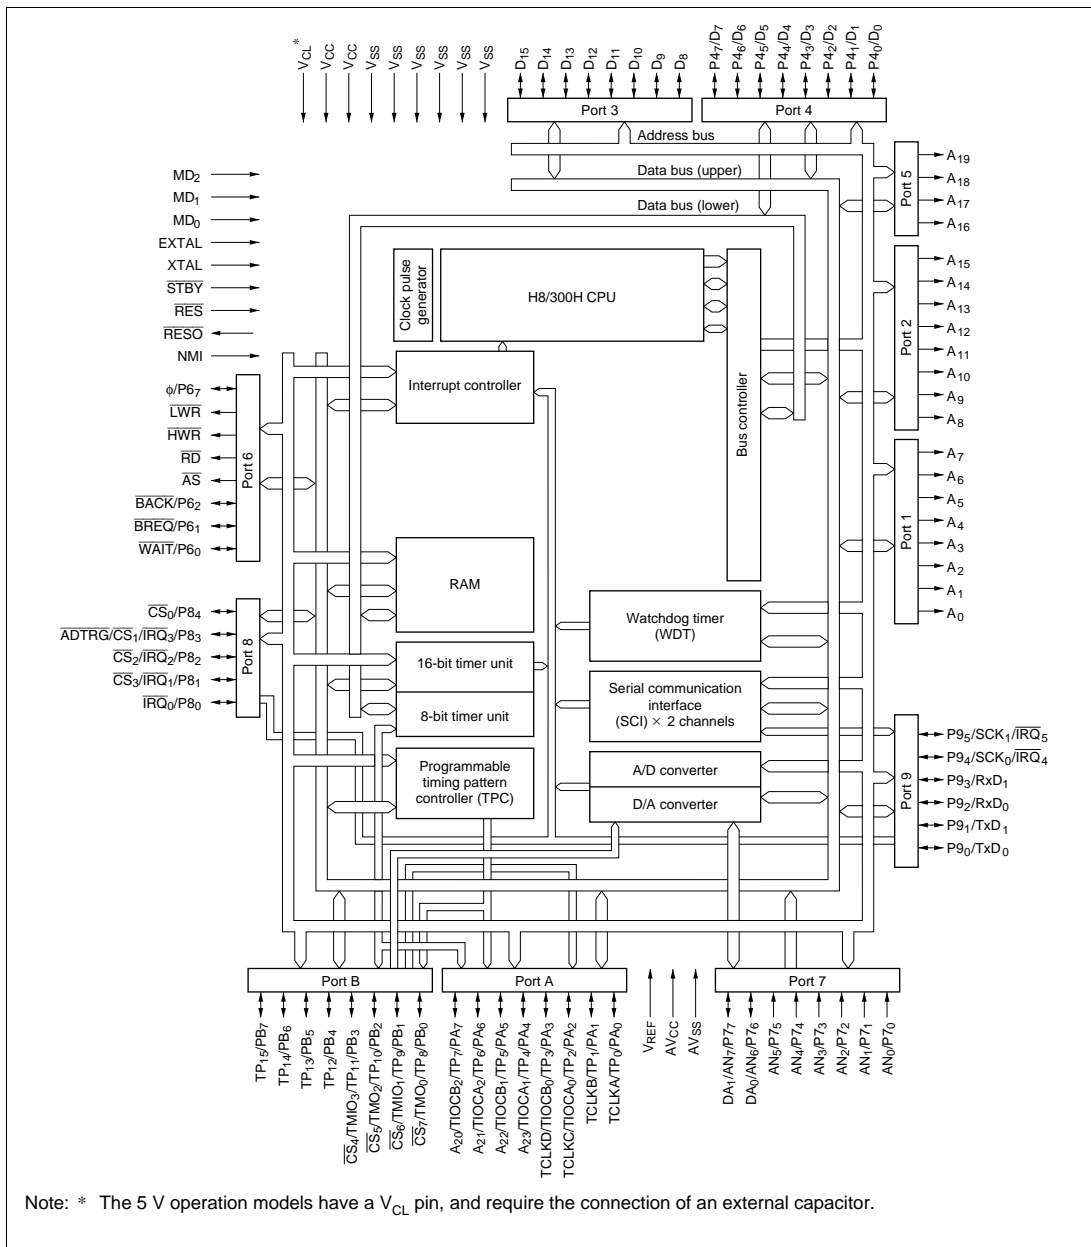 VCL*
VCC
VCC
VSS
VSS
VSS
VSS
VSS
VSS
D15
D14
D13
D12
D11
D10
D9
D8
P47/D7
P46/D6
P45/D5
P44/D4
P43/D3
P42/D2
P41/D1
P40/D0
Port 3
Port 4
Address bus
Data bus (upper)
Data bus (lower)
MD2
MD1
MD0
EXTAL
XTAL
STBY
RES
RESO
NMI
φ/P67
LWR
HWR
RD
AS
BACK/P62
BREQ/P61
WAIT/P60
Port 6
CS0/P84
ADTRG/CS1/IRQ3/P83
CS2/IRQ2/P82
CS3/IRQ1/P81
IRQ0/P80
Port 8
Clock pulse
generator
H8/300H CPU
Interrupt controller
Bus controller
RAM
16-bit timer unit
8-bit timer unit
Programmable
timing pattern
controller (TPC)
Watchdog timer
(WDT)
Serial communication
interface
(SCI) × 2 channels
A/D converter
D/A converter
Port 5
A19
A18
A17
A16
Port 2
A15
A14
A13
A12
A11
A10
A9
A8
Port 1
A7
A6
A5
A4
A3
A2
A1
A0
Port 9
P95/SCK1/IRQ5
P94/SCK0/IRQ4
P93/RxD1
P92/RxD0
P91/TxD1
P90/TxD0
Port B
Port A
Port 7
TP15/PB7
TP14/PB6
TP13/PB5
TP12/PB4
CS4/TMIO3/TP11/PB3
CS5/TMO2/TP10/PB2
CS6/TMIO1/TP9/PB1
CS7/TMO0/TP8/PB0
A20/TIOCB2/TP7/PA7
A21/TIOCA2/TP6/PA6
A22/TIOCB1/TP5/PA5
A23/TIOCA1/TP4/PA4
TCLKD/TIOCB0/TP3/PA3
TCLKC/TIOCA0/TP2/PA2
TCLKB/TP1/PA1
TCLKA/TP0/PA0
VREF
AVCC
AVSS
DA1/AN7/P77
DA0/AN6/P76
AN5/P75
AN4/P74
AN3/P73
AN2/P72
AN1/P71
AN0/P70
Note: * The 5 V operation models have a VCL pin, and require the connection of an external capacitor.